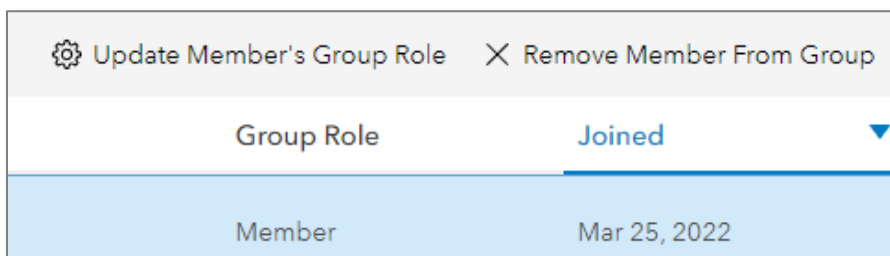 Update Member's Group Role Remove Member From Group
Group Role Joined
Member Mar 25, 2022